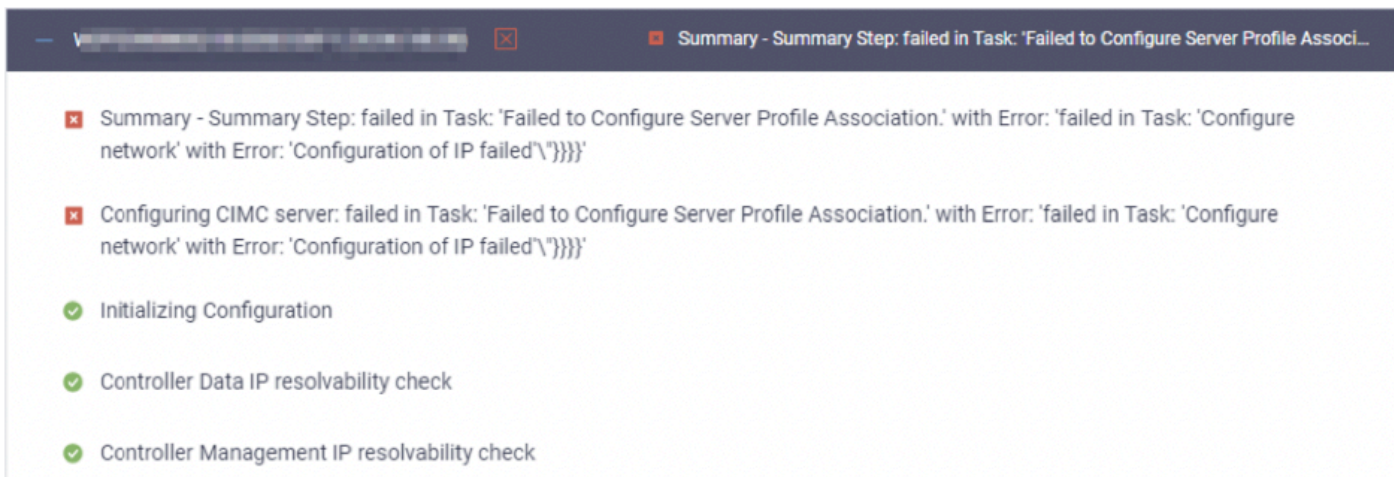 Summary - Summary Step: failed in Task: 'Failed to Configure Server Profile Associ...
Summary - Summary Step: failed in Task: 'Failed to Configure Server Profile Association.' with Error: 'failed in Task: 'Configure
network' with Error: 'Configuration of IP failed'\"}}}}'
Configuring CIMC server: failed in Task: 'Failed to Configure Server Profile Association.' with Error: 'failed in Task: 'Configure
network' with Error: 'Configuration of IP failed'\"}}}}'
Initializing Configuration
Controller Data IP resolvability check
Controller Management IP resolvability check